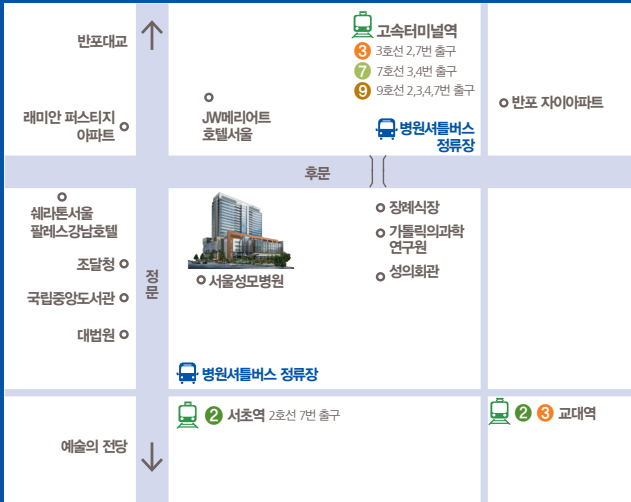 반포대교
고속터미널역
3 3호선 2,7번 출구
7 7호선 3,4번 출구
9 9호선 2,3,4,7번 출구
래미안 퍼스티지
아파트
JW메리어트
호텔서울
병원셔틀버스
정류장
반포 자이아파트
후문
쉐라톤서울
팔레스강남호텔
조달청
국립중앙도서관
대법원
정문
서울성모병원
장례식장
가톨릭의과학
연구원
성의회관
병원셔틀버스 정류장
2 서초역 2호선 7번 출구
2 3 교대역
예술의 전당